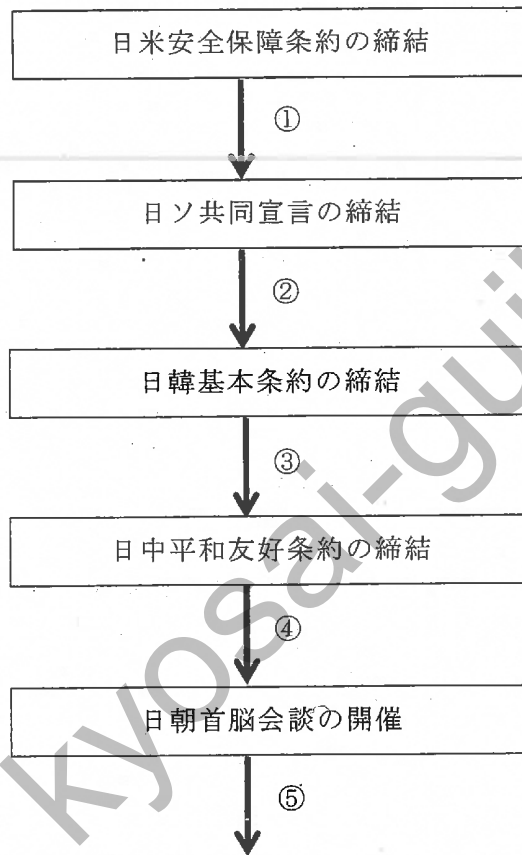 日米安全保障条約の締結
①
日ソ共同宣言の締結
②
日韓基本条約の締結
③
日中平和友好条約の締結
④
日朝首脳会談の開催
⑤
kyosai-gui